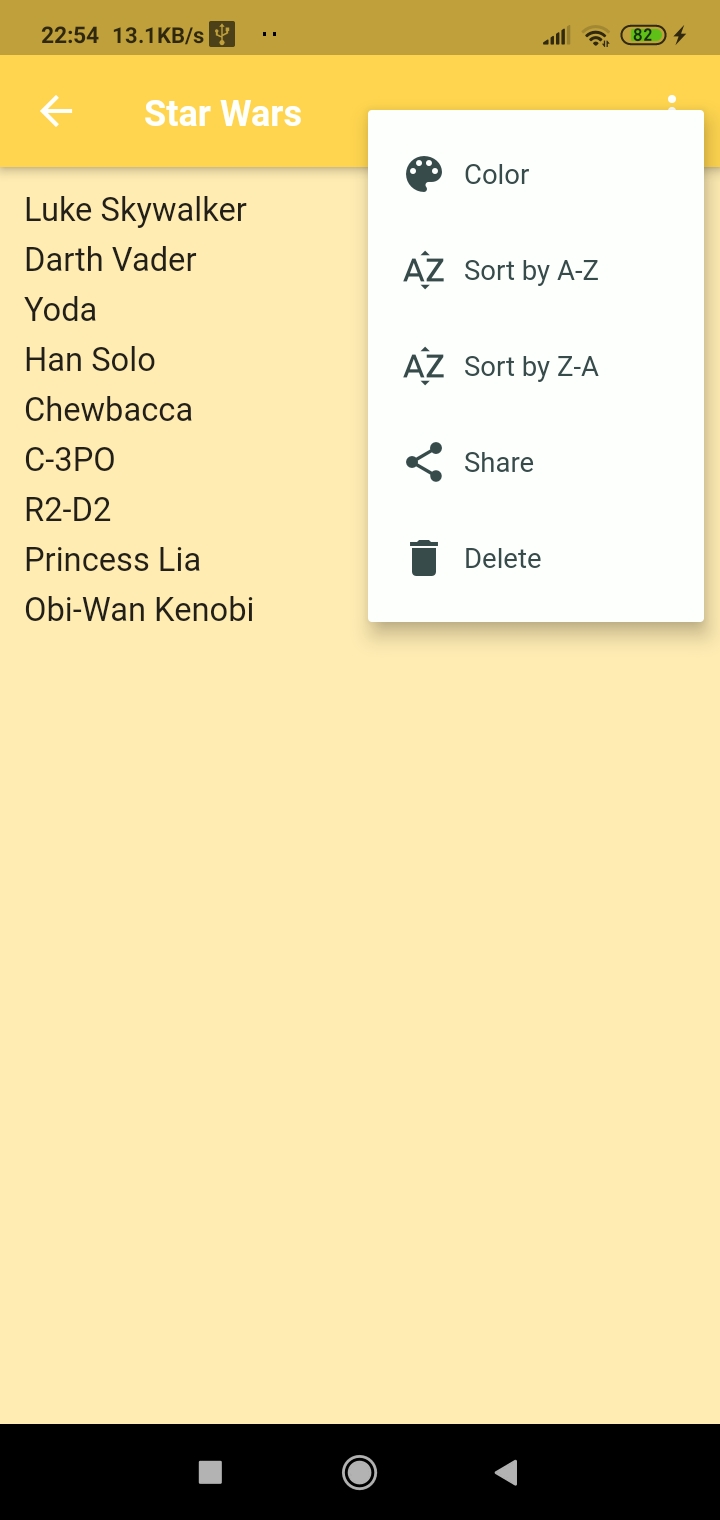 22:54 13.1KB/s 82
Star Wars
Luke Skywalker
Darth Vader
Yoda
Han Solo
Chewbacca
C-3PO
R2-D2
Princess Lia
Obi-Wan Kenobi
Color
AZ Sort by A-Z
AZ Sort by Z-A
Share
Delete